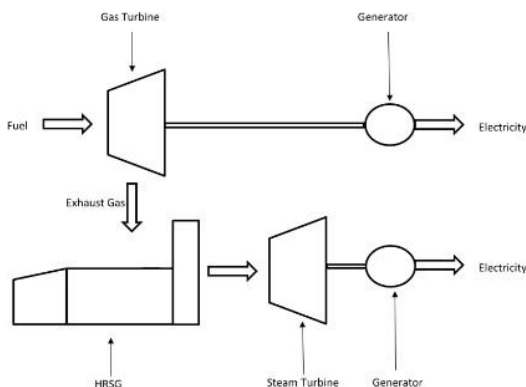 Gas Turbine
Generator
Fuel
Electricity
Exhaust Gas
Electricity
HRSG
Steam Turbine
Generator